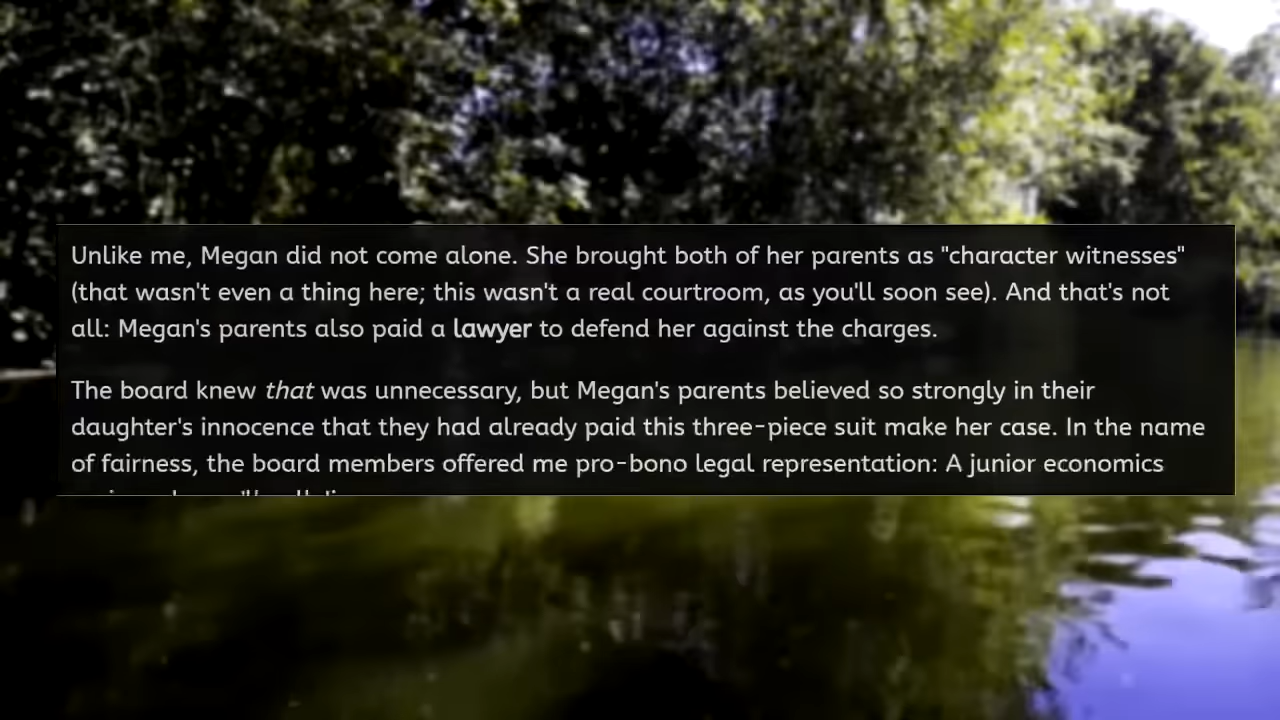 Unlike me, Megan did not come alone. She brought both of her parents as "character witnesses"
(that wasn't even a thing here; this wasn't a real courtroom, as you'll soon see). And that's not
all: Megan's parents also paid a lawyer to defend her against the charges.
The board knew that was unnecessary, but Megan's parents believed so strongly in their
daughter's innocence that they had already paid this three-piece suit make her case. In the name
of fairness, the board members offered me pro-bono legal representation: A junior economics